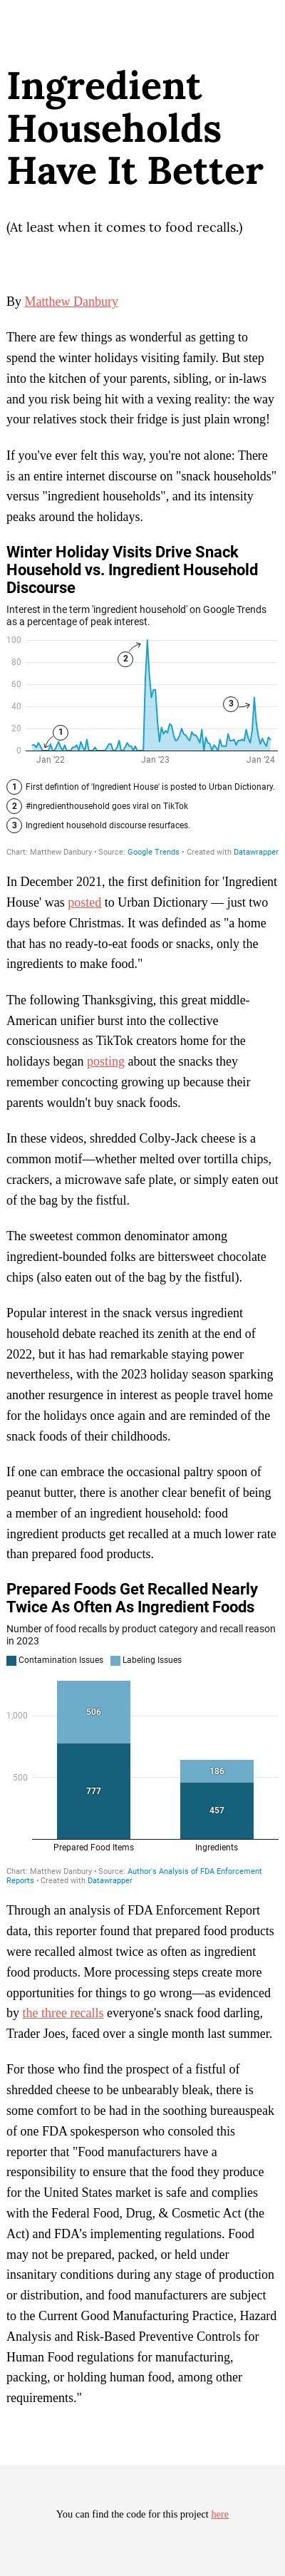 Ingredient
Households
Have It Better
(At least when it comes to food recalls.)
By Matthew Danbury
There are few things as wonderful as getting to
spend the winter holidays visiting family. But step
into the kitchen of your parents, sibling, or in-laws
and you risk being hit with a vexing reality: the way
your relatives stock their fridge is just plain wrong!
If you've ever felt this way, you're not alone: There
is an entire internet discourse on "snack households"
versus "ingredient households", and its intensity
peaks around the holidays.
Winter Holiday Visits Drive Snack
Household vs. Ingredient Household
Discourse
Interest in the term 'ingredient household' on Google Trends
as a percentage of peak interest.
100
80
60
40
20
0
1
2
3
Jan '22
Jan '23
Jan '24
1 First defintion of 'Ingredient House' is posted to Urban Dictionary.
2 #ingredienthousehold goes viral on TikTok
3 Ingredient household discourse resurfaces.
Chart: Matthew Danbury • Source: Google Trends • Created with Datawrapper
In December 2021, the first definition for 'Ingredient
House' was posted to Urban Dictionary — just two
days before Christmas. It was definded as "a home
that has no ready-to-eat foods or snacks, only the
ingredients to make food."
The following Thanksgiving, this great middle-
American unifier burst into the collective
consciousness as TikTok creators home for the
holidays began posting about the snacks they
remember concocting growing up because their
parents wouldn't buy snack foods.
In these videos, shredded Colby-Jack cheese is a
common motif—whether melted over tortilla chips,
crackers, a microwave safe plate, or simply eaten out
of the bag by the fistful.
The sweetest common denominator among
ingredient-bounded folks are bittersweet chocolate
chips (also eaten out of the bag by the fistful).
Popular interest in the snack versus ingredient
household debate reached its zenith at the end of
2022, but it has had remarkable staying power
nevertheless, with the 2023 holiday season sparking
another resurgence in interest as people travel home
for the holidays once again and are reminded of the
snack foods of their childhoods.
If one can embrace the occasional paltry spoon of
peanut butter, there is another clear benefit of being
a member of an ingredient household: food
ingredient products get recalled at a much lower rate
than prepared food products.
Prepared Foods Get Recalled Nearly
Twice As Often As Ingredient Foods
Number of food recalls by product category and recall reason
in 2023
Contamination Issues Labeling Issues
1,000
500
506
777
186
457
Prepared Food Items
Ingredients
Chart: Matthew Danbury • Source: Author's Analysis of FDA Enforcement
Reports • Created with Datawrapper
Through an analysis of FDA Enforcement Report
data, this reporter found that prepared food products
were recalled almost twice as often as ingredient
food products. More processing steps create more
opportunities for things to go wrong—as evidenced
by the three recalls everyone's snack food darling,
Trader Joes, faced over a single month last summer.
For those who find the prospect of a fistful of
shredded cheese to be unbearably bleak, there is
some comfort to be had in the soothing bureauspeak
of one FDA spokesperson who consoled this
reporter that "Food manufacturers have a
responsibility to ensure that the food they produce
for the United States market is safe and complies
with the Federal Food, Drug, & Cosmetic Act (the
Act) and FDA's implementing regulations. Food
may not be prepared, packed, or held under
insanitary conditions during any stage of production
or distribution, and food manufacturers are subject
to the Current Good Manufacturing Practice, Hazard
Analysis and Risk-Based Preventive Controls for
Human Food regulations for manufacturing,
packing, or holding human food, among other
requirements."
You can find the code for this project here